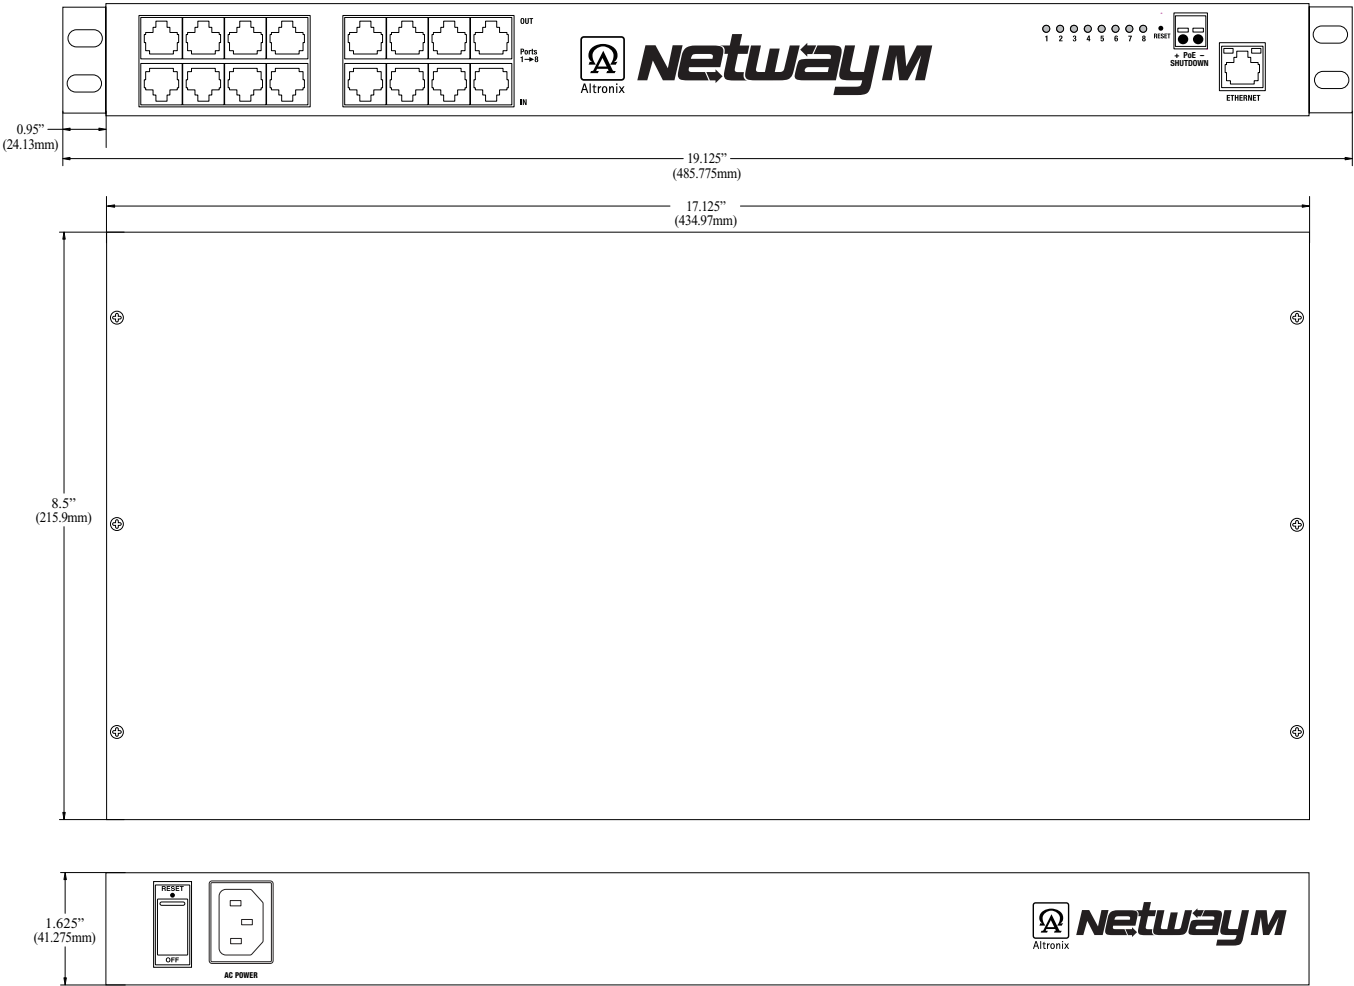 OUT
Ports
1→8
IN
Altronix
Netway M
1 2 3 4 5 6 7 8
RESET
+ PoE −
SHUTDOWN
ETHERNET
0.95”
(24.13mm)
19.125”
(485.775mm)
17.125”
(434.97mm)
8.5”
(215.9mm)
1.625”
(41.275mm)
RESET
OFF
AC POWER
Altronix
Netway M